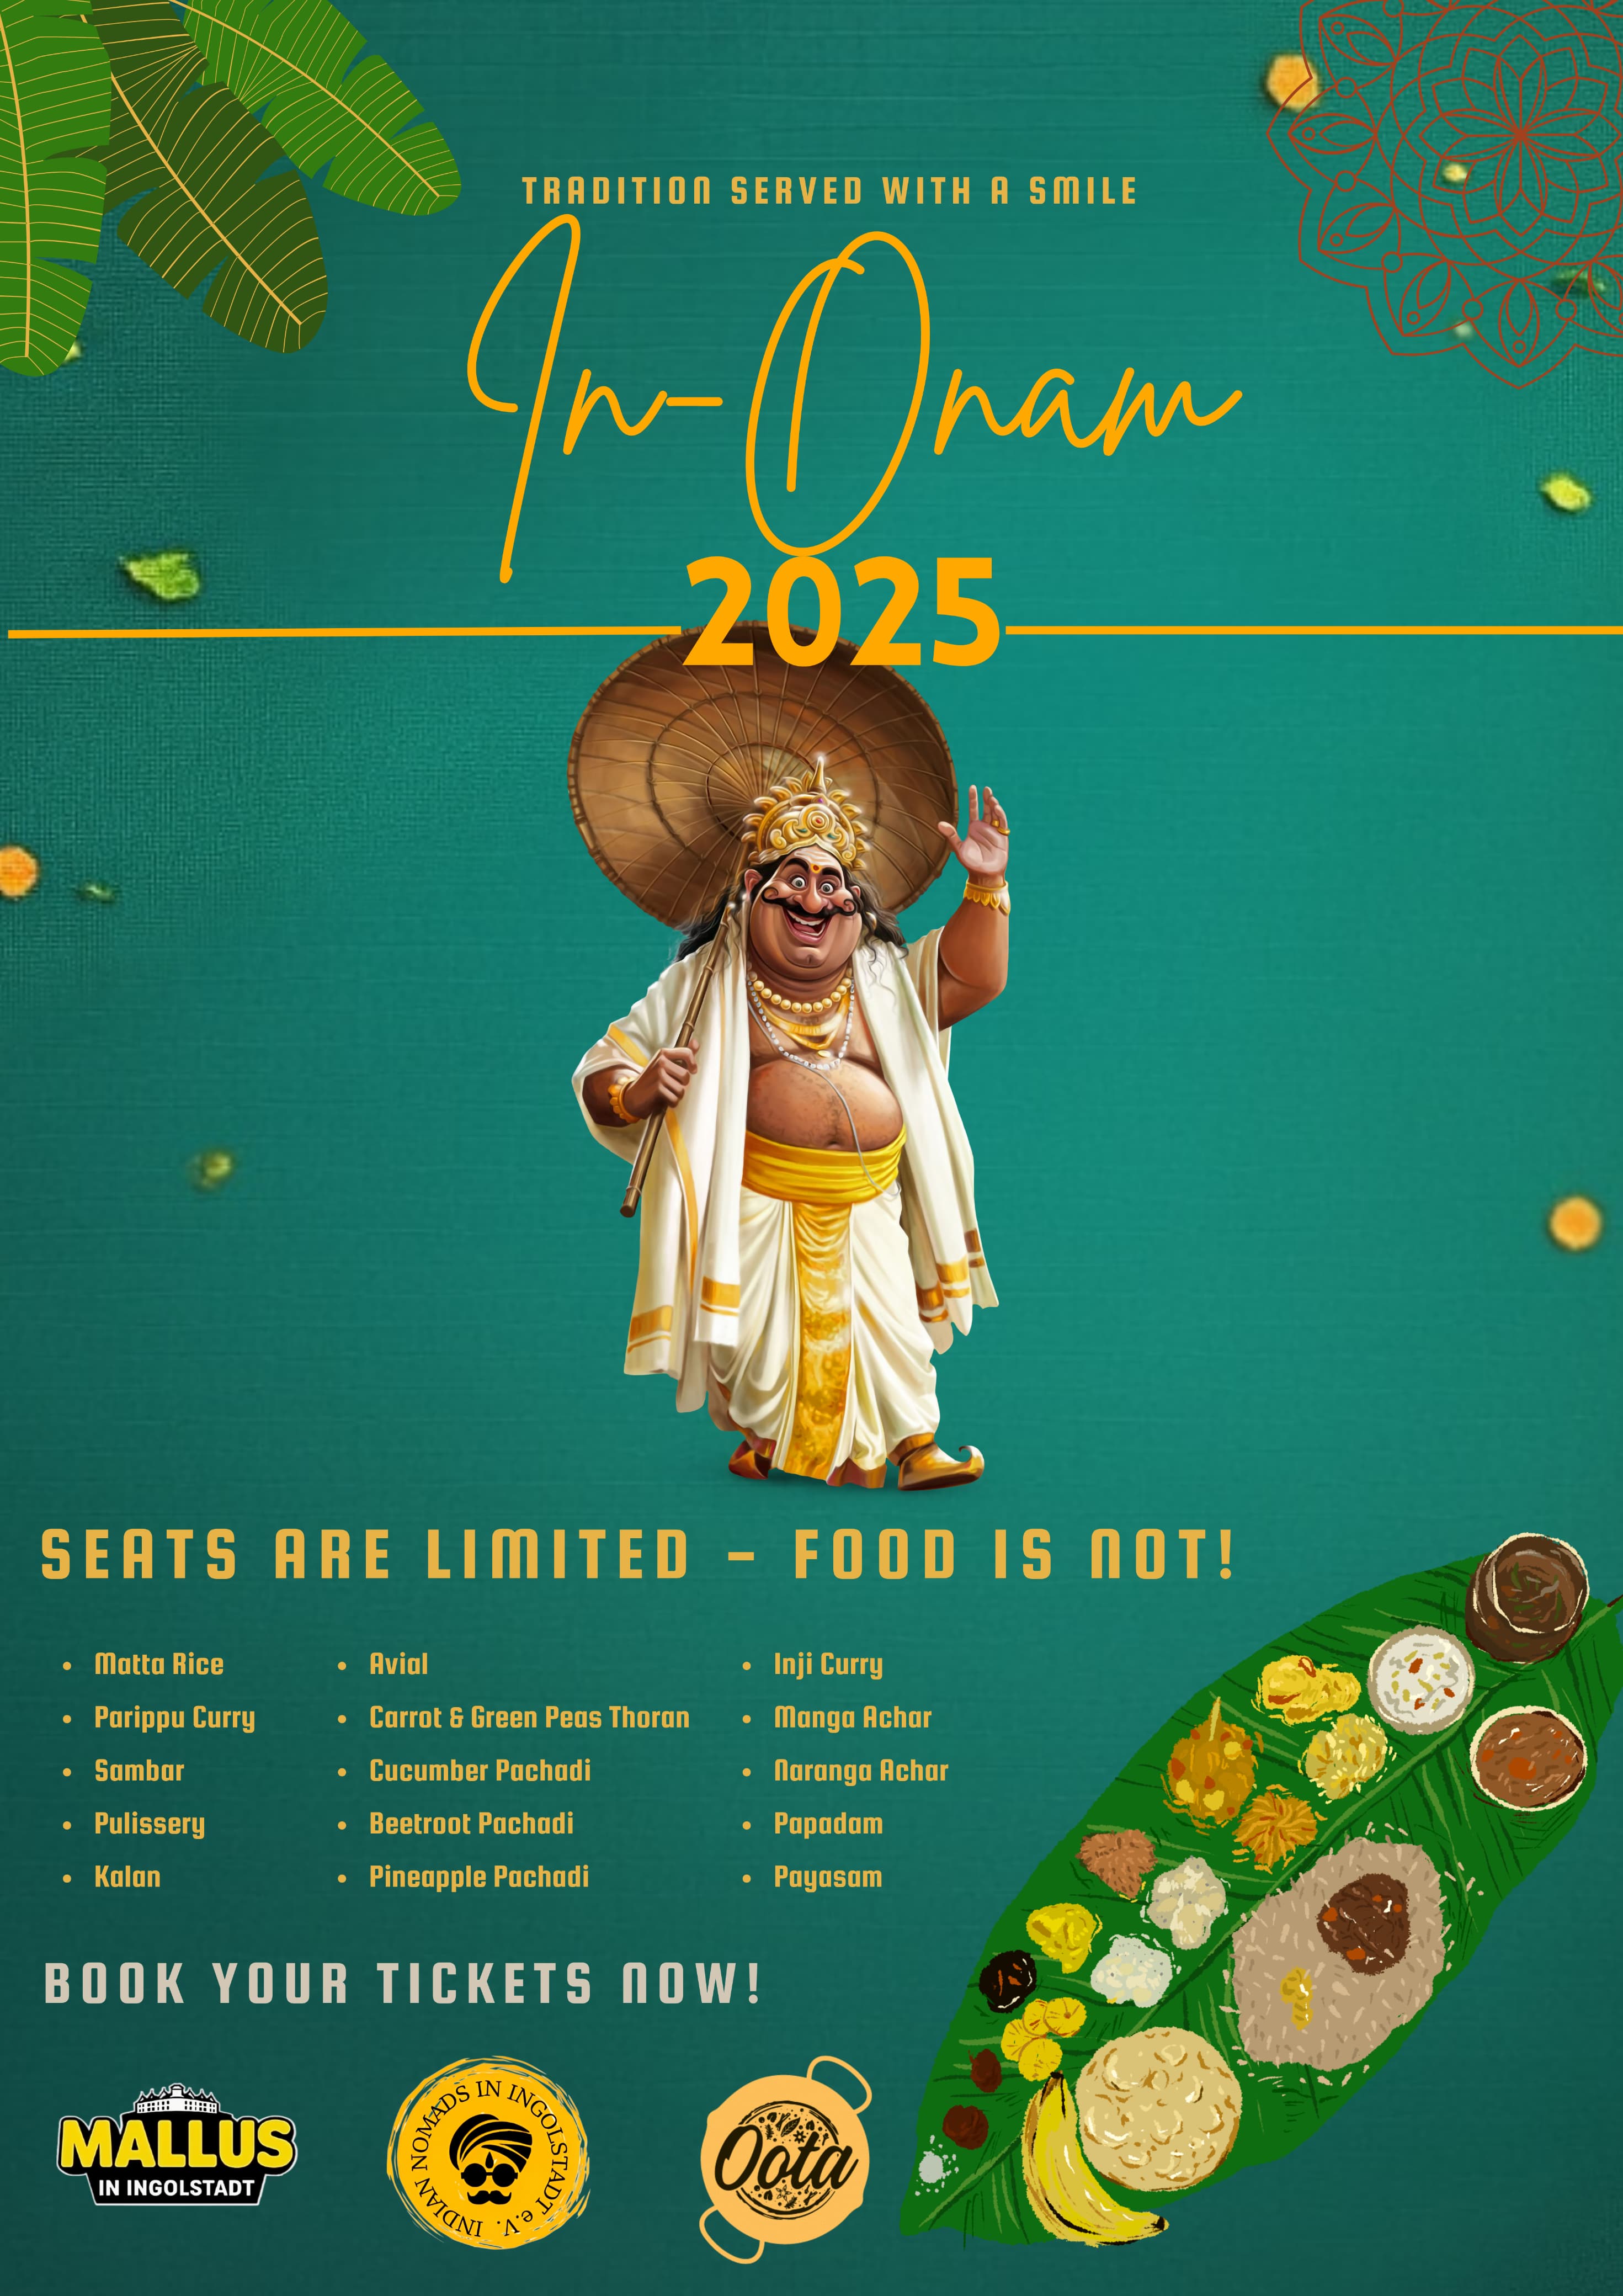 TRADITION SERVED WITH A SMILE
In-Onam
2025
SEATS ARE LIMITED - FOOD IS NOT!
• Matta Rice
• Parippu Curry
• Sambar
• Pulissery
• Kalan
• Avial
• Carrot & Green Peas Thoran
• Cucumber Pachadi
• Beetroot Pachadi
• Pineapple Pachadi
• Inji Curry
• Manga Achar
• Naranga Achar
• Papadam
• Payasam
BOOK YOUR TICKETS NOW!
MALLUS
IN INGOLSTADT
INDIAN NOMADS IN INGOLSTADT e.V.
Oota